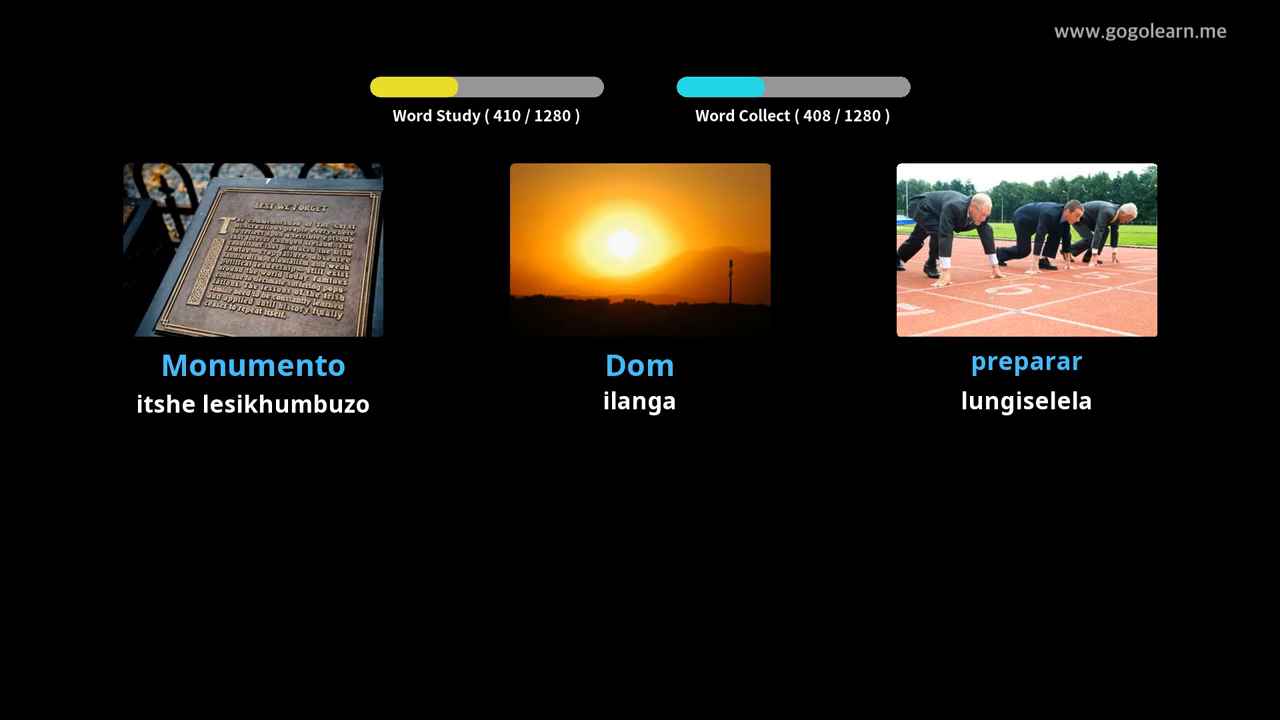 www.gogolearn.me
Word Study ( 410 / 1280 )
Word Collect ( 408 / 1280 )
LEST WE FORGET
Monumento
itshe lesikhumbuzo
Dom
ilanga
preparar
lungiselela